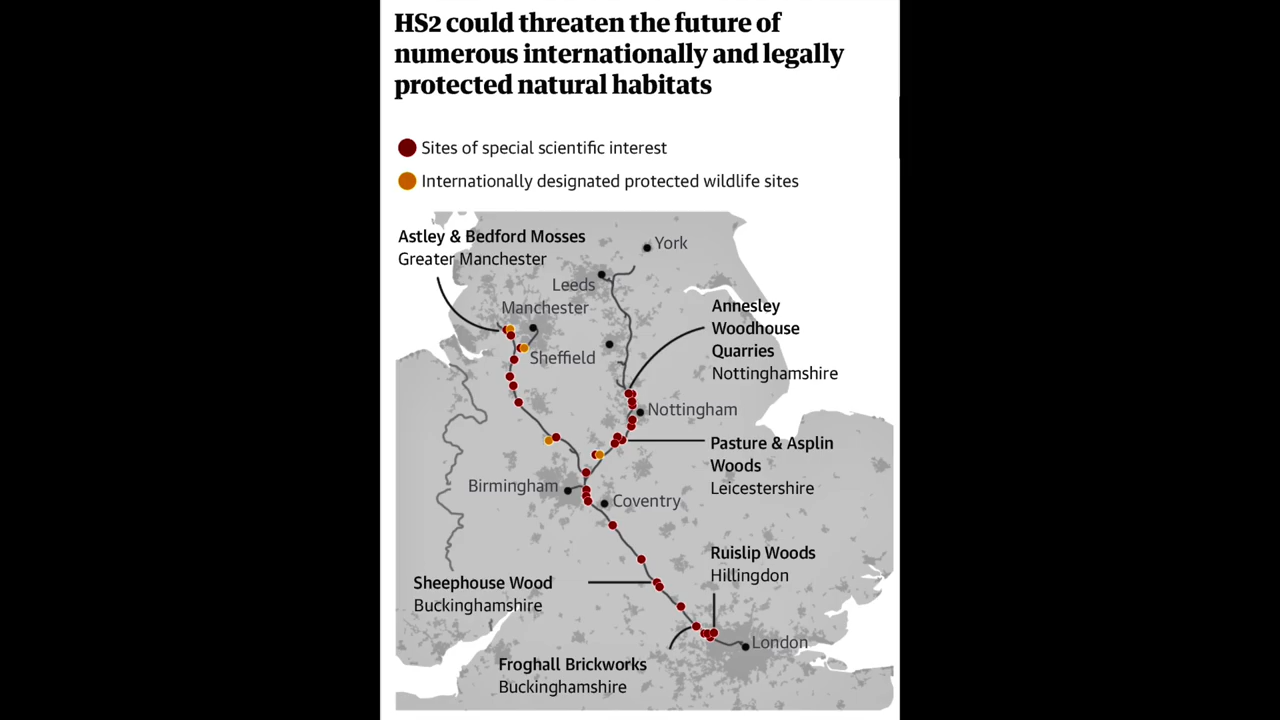 HS2 could threaten the future of
numerous internationally and legally
protected natural habitats
Sites of special scientific interest
Internationally designated protected wildlife sites
Astley & Bedford Mosses
Greater Manchester
York
Leeds
Manchester
Annesley
Woodhouse
Quarries
Nottinghamshire
Sheffield
Nottingham
Pasture & Asplin
Woods
Leicestershire
Birmingham
Coventry
Ruislip Woods
Hillingdon
Sheephouse Wood
Buckinghamshire
London
Froghall Brickworks
Buckinghamshire